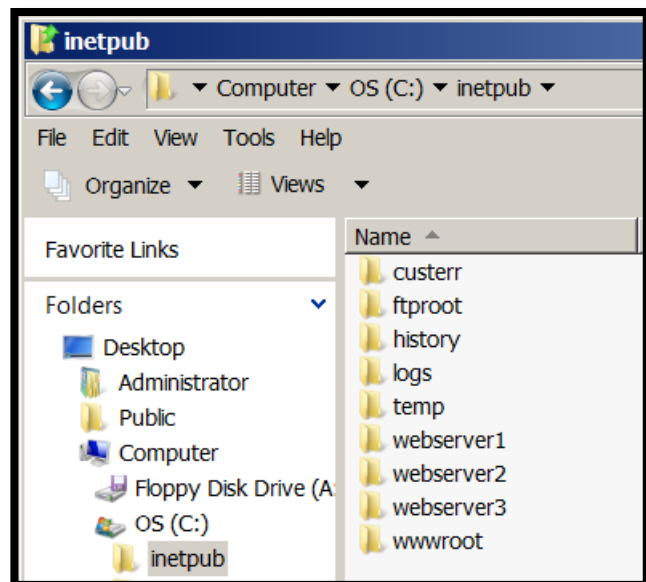 inetpub
Computer OS (C:) inetpub
File Edit View Tools Help
Organize Views
Favorite Links
Folders
Desktop
Administrator
Public
Computer
Floppy Disk Drive (A:
OS (C:)
inetpub
Name
custerr
ftproot
history
logs
temp
webserver1
webserver2
webserver3
wwwroot